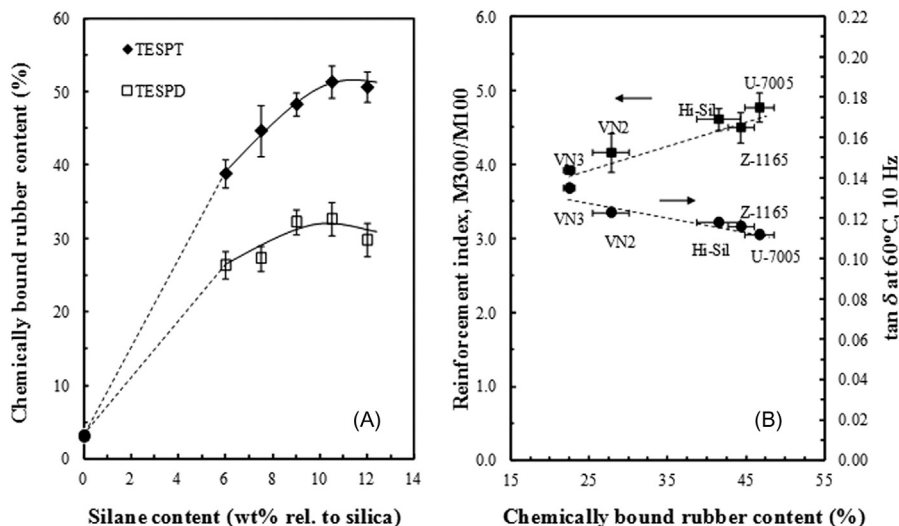 Chemically bound rubber content (%)
60
50
40
30
20
10
0
TESPT
TESPD
(A)
0
2
4
6
8
10
12
14
Silane content (wt% rel. to silica)
Reinforcement index, M300/M100
6.0
5.0
4.0
3.0
2.0
1.0
0.0
U-7005
Hi-Sil
VN2
VN3
Z-1165
Z-1165
VN3
VN2
Hi-Sil
U-7005
(B)
0.22
0.20
0.18
0.16
0.14
0.12
0.10
0.08
0.06
0.04
0.02
0.00
tan δ at 60°C, 10 Hz
15
25
35
45
55
Chemically bound rubber content (%)